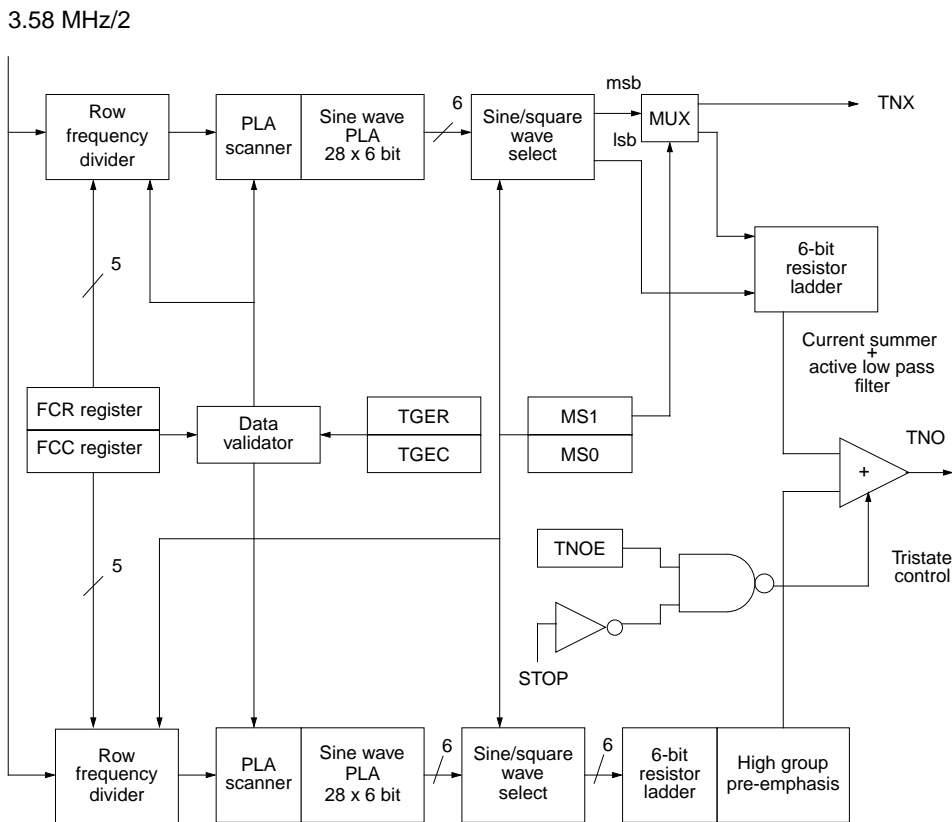 3.58 MHz/2
Row
frequency
divider
PLA
scanner
Sine wave
PLA
28 x 6 bit
6
Sine/square
wave
select
msb
lsb
MUX
TNX
5
6-bit
resistor
ladder
Current summer
+
active low pass
filter
FCR register
FCC register
Data
validator
TGER
TGEC
MS1
MS0
+
TNO
5
TNOE
Tristate
control
STOP
Row
frequency
divider
PLA
scanner
Sine wave
PLA
28 x 6 bit
6
Sine/square
wave
select
6
6-bit
resistor
ladder
High group
pre-emphasis